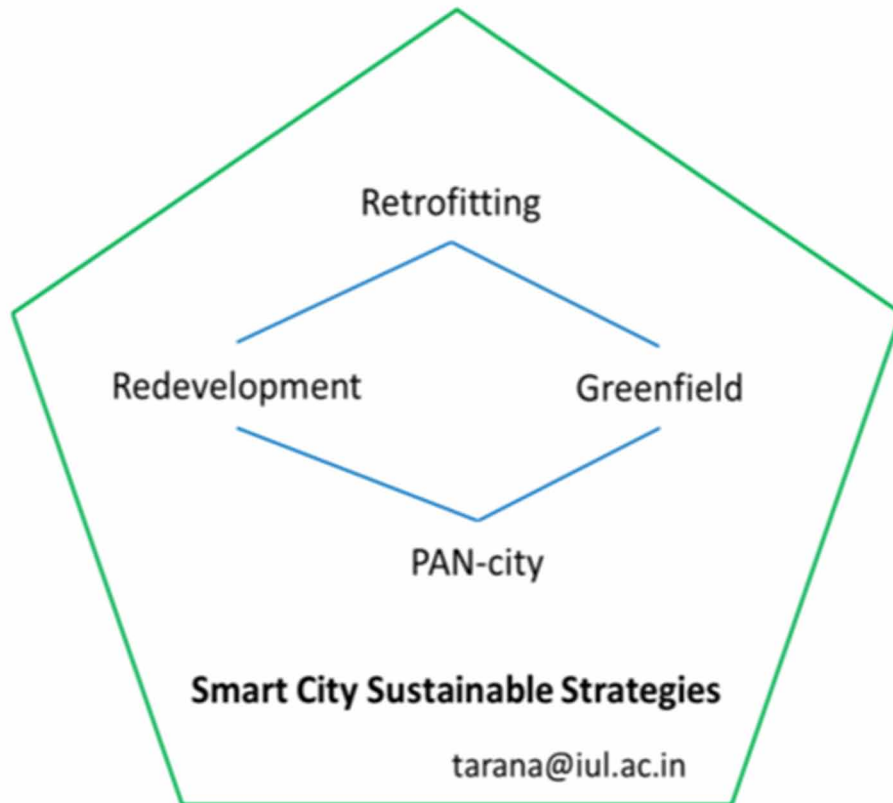 Retrofitting
Redevelopment
Greenfield
PAN-city
Smart City Sustainable Strategies
tarana@iul.ac.in